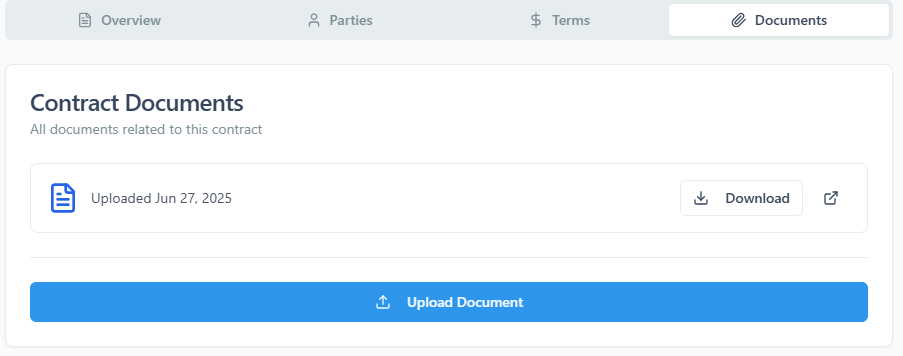 Overview Parties Terms Documents
Contract Documents
All documents related to this contract
Uploaded Jun 27, 2025 Download
Upload Document